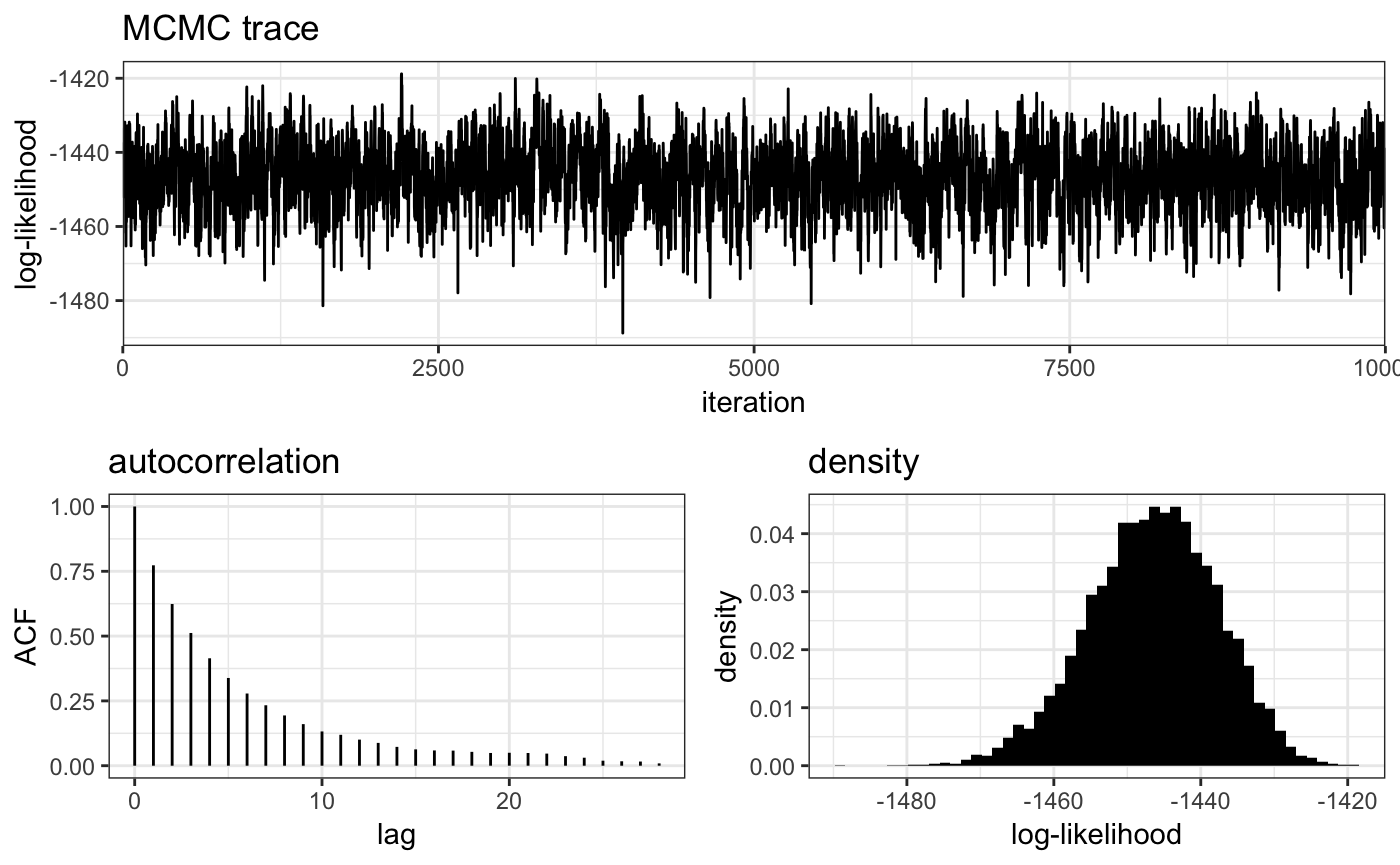 MCMC trace
log-likelihood
-1420
-1440
-1460
-1480
0 2500 5000 7500 1000
iteration
autocorrelation
ACF
1.00
0.75
0.50
0.25
0.00
0 10 20
lag
density
density
0.04
0.03
0.02
0.01
0.00
-1480 -1460 -1440 -1420
log-likelihood